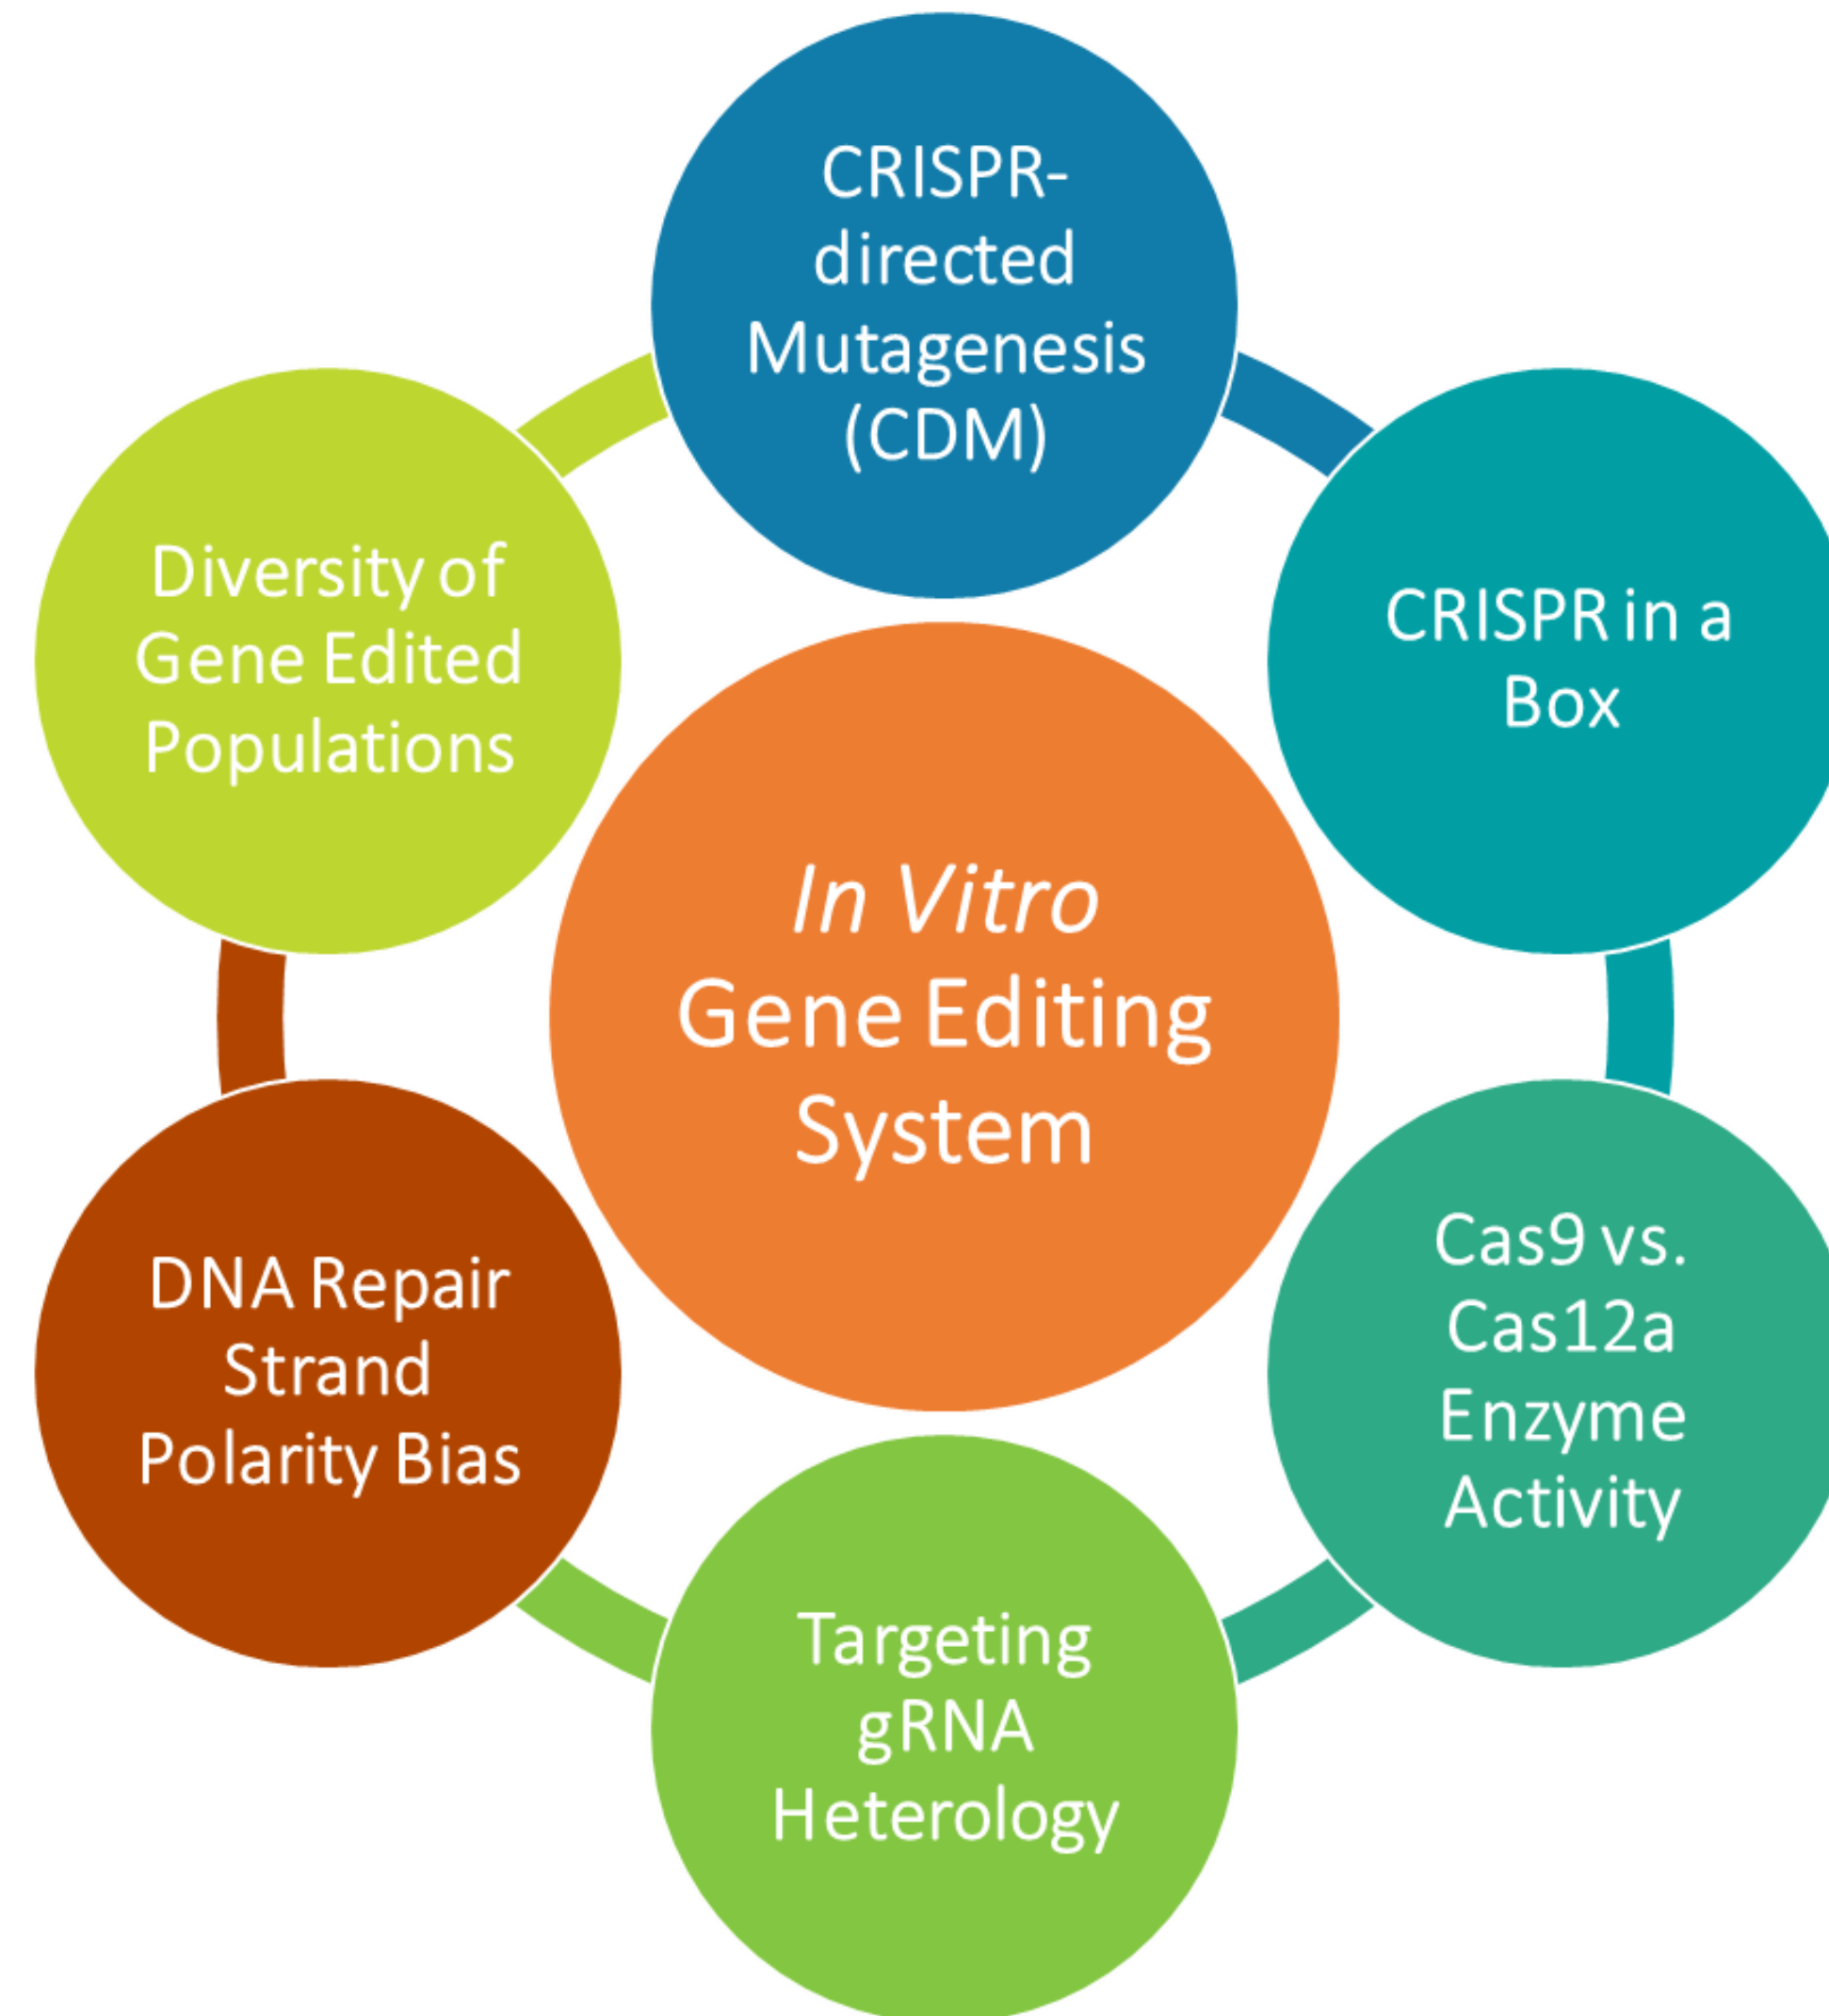 CRISPR-
directed
Mutagenesis
(CDM)
CRISPR in a
Box
Cas9 vs.
Cas12a
Enzyme
Activity
Targeting
gRNA
Heterology
DNA Repair
Strand
Polarity Bias
Diversity of
Gene Edited
Populations
In Vitro
Gene Editing
System